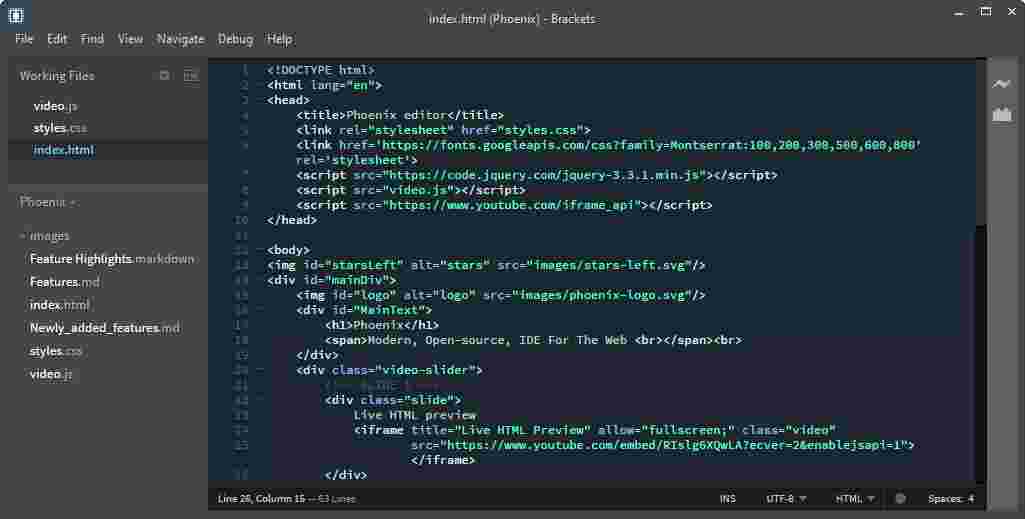 index.html (Phoenix) - Brackets
File Edit Find View Navigate Debug Help
Working Files
video.js
styles.css
index.html
Phoenix
images
Feature Highlights.markdown
Features.md
index.html
Newly_added_features.md
styles.css
video.js
1 <!DOCTYPE html>
2 <html lang="en">
3 <head>
4 <title>Phoenix editor</title>
5 <link rel="stylesheet" href="styles.css">
6 <link href='https://fonts.googleapis.com/css?family=Montserrat:100,200,300,500,600,800'
rel='stylesheet'>
7 <script src="https://code.jquery.com/jquery-3.3.1.min.js"></script>
8 <script src="video.js"></script>
9 <script src="https://www.youtube.com/iframe_api"></script>
10 </head>
11
12 <body>
13 <img id="starsLeft" alt="stars" src="images/stars-left.svg"/>
14 <div id="mainDiv">
15 <img id="logo" alt="logo" src="images/phoenix-logo.svg"/>
16 <div id="MainText">
17 <h1>Phoenix</h1>
18 <span>Modern, Open-source, IDE For The Web <br></span><br>
19 </div>
20 <div class="video-slider">
21
22 <div class="slide">
23 Live HTML preview
24 <iframe title="Live HTML Preview" allow="fullscreen;" class="video"
25 src="https://www.youtube.com/embed/RIslg6XQwLA?ecver=2&enablejsapi=1">
</iframe>
</div>
Line 26, Column 15 — 63 Lines INS UTF-8 HTML Spaces: 4